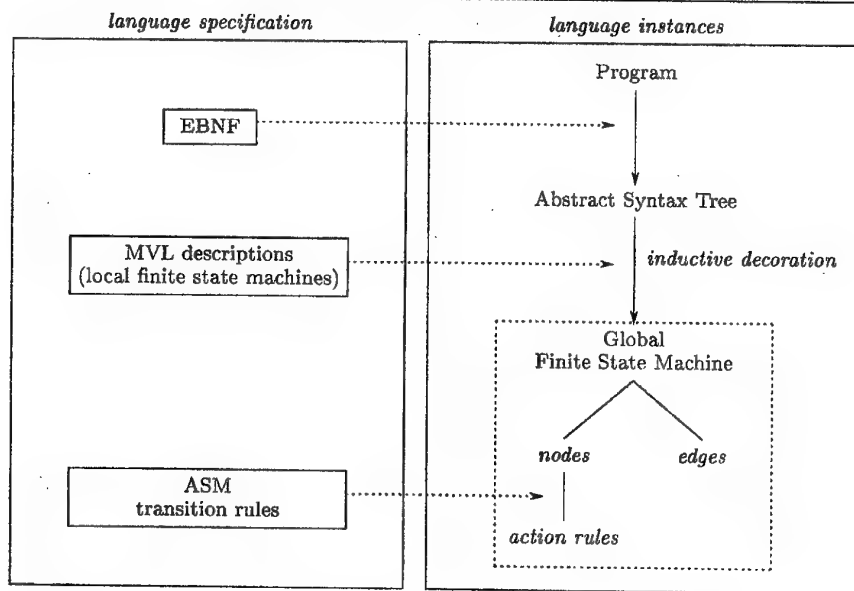 language specification
language instances
Program
EBNF
Abstract Syntax Tree
MVL descriptions
(local finite state machines)
inductive decoration
Global
Finite State Machine
nodes
edges
ASM
transition rules
action rules